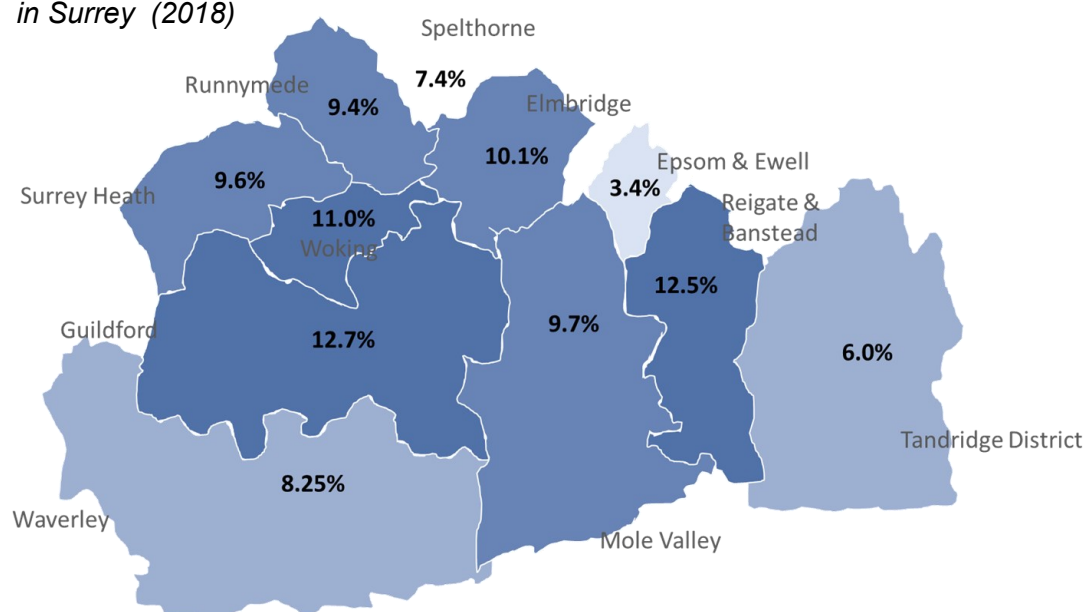 in Surrey (2018)
Spelthorne
7.4%
Runnymede
9.4%
Elmbridge
10.1%
Epsom & Ewell
3.4%
Surrey Heath
9.6%
11.0%
Woking
Reigate &
Banstead
12.5%
Guildford
12.7%
9.7%
6.0%
Tandridge District
8.25%
Waverley
Mole Valley